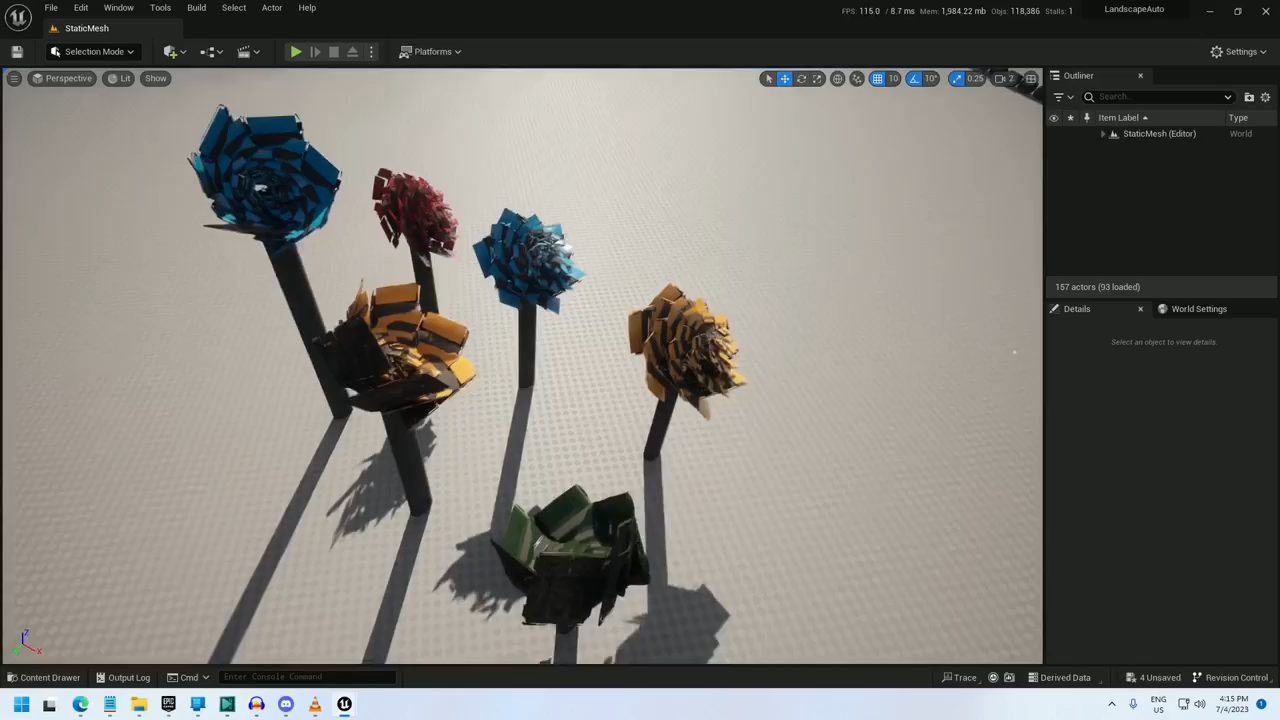 File Edit Window Tools Build Select Actor Help
FPS: 115.0 / 8.7 ms Mem: 1,984.22 mb Objs: 118,386 Stalls: 1
LandscapeAuto
StaticMesh
Selection Mode
Platforms
Settings
Perspective Lit Show
10 10° 0.25 2
Outliner
Search...
Item Label Type
StaticMesh (Editor) World
157 actors (93 loaded)
Details World Settings
Select an object to view details.
Z
X
Content Drawer Output Log Cmd Enter Console Command
Trace Derived Data 4 Unsaved Revision Control
EPIC
ENG
US
4:15 PM
7/4/2023
1